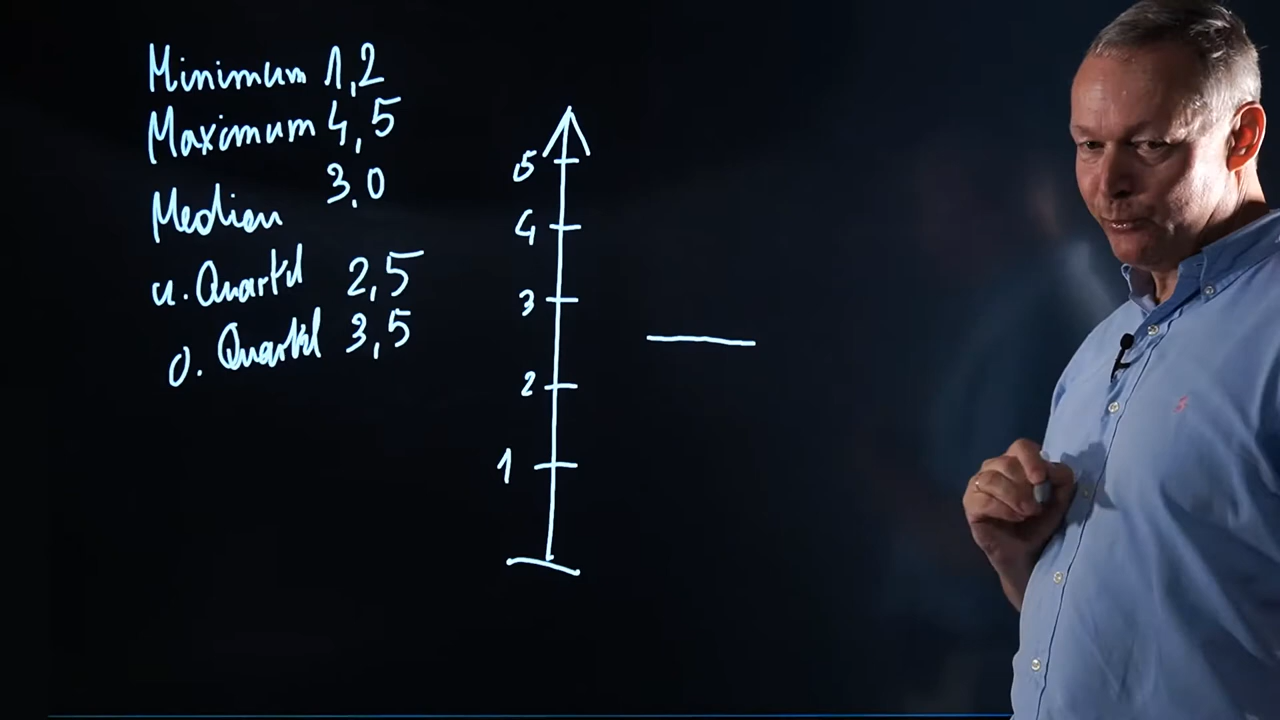 Minimum 1,2
Maximum 4,5
Median 3,0
u. Quartil 2,5
o. Quartil 3,5
5
4
3
2
1